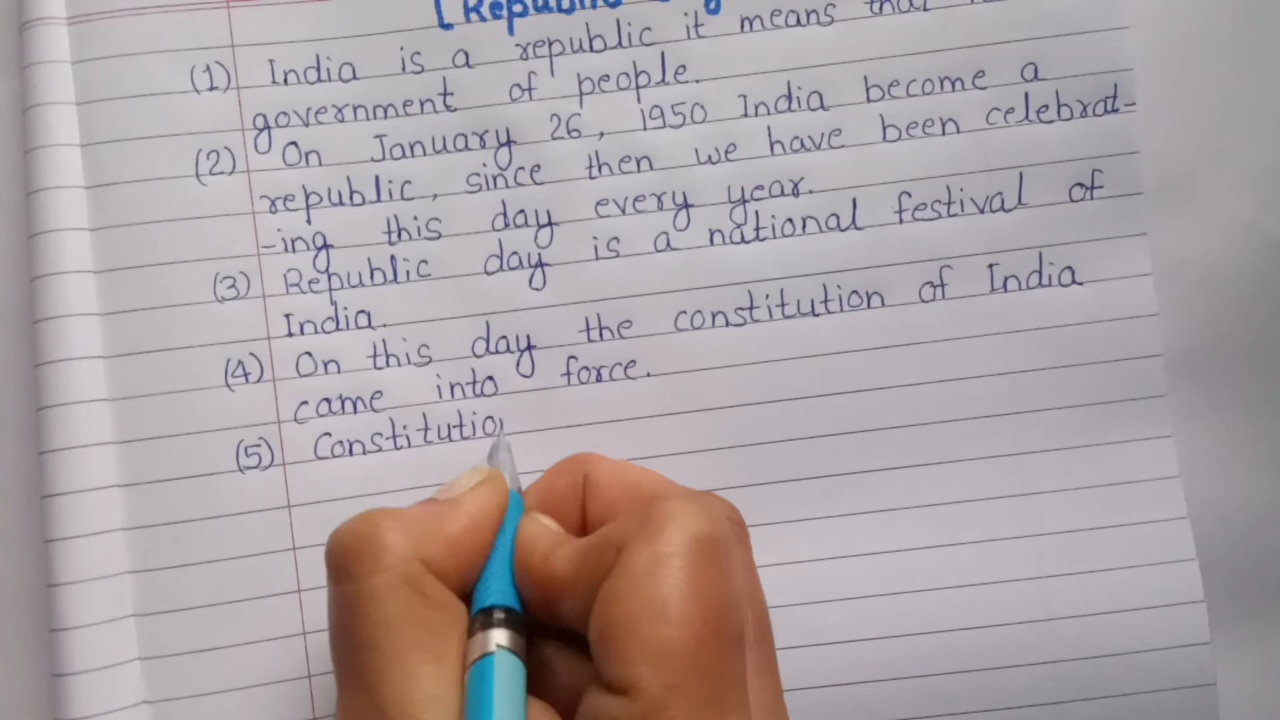 [Republic
(1) India is a republic it means that
government of people.
(2) On January 26, 1950 India become a
republic, since then we have been celebrat-
-ing this day every year.
(3) Republic day is a national festival of
India.
(4) On this day the constitution of India
came into force.
(5) Constitutio